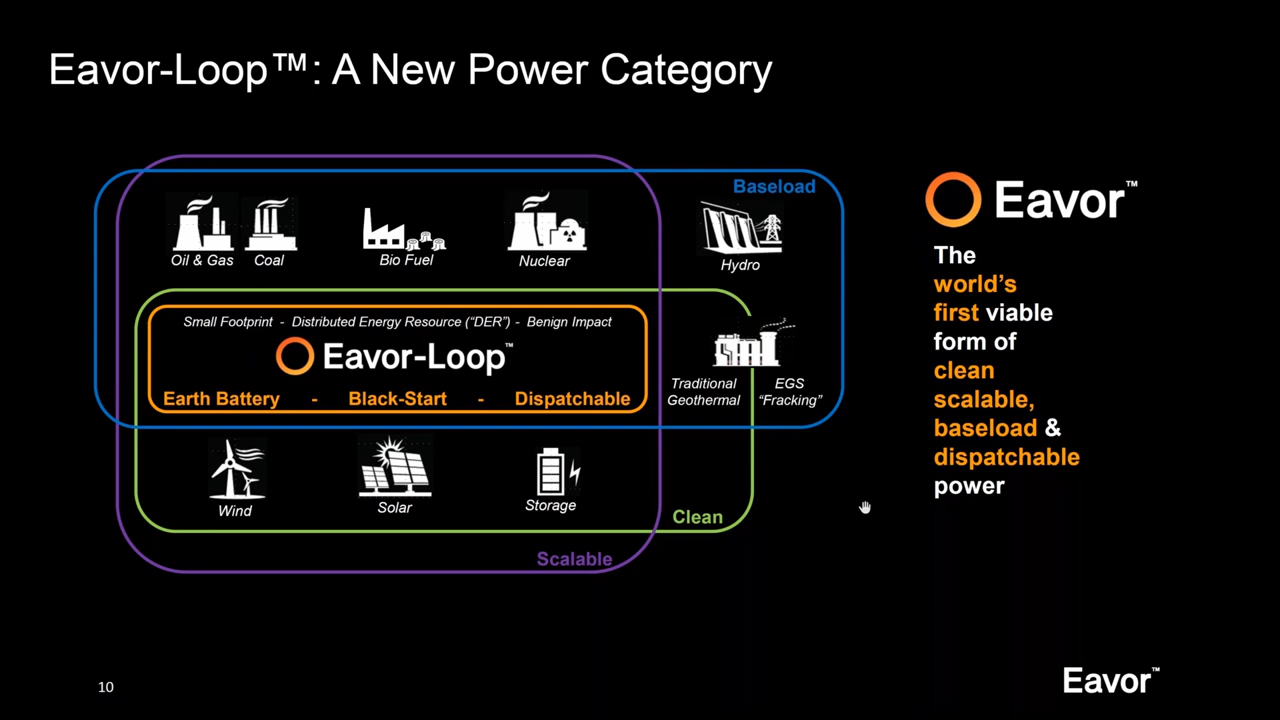 Eavor-Loop™: A New Power Category
Baseload
Oil & Gas
Coal
Bio Fuel
Nuclear
Hydro
Small Footprint - Distributed Energy Resource (“DER”) - Benign Impact
Eavor-Loop™
Earth Battery - Black-Start - Dispatchable
Traditional
Geothermal
EGS
“Fracking”
Wind
Solar
Storage
Clean
Scalable
Eavor™
The
world’s
first viable
form of
clean
scalable,
baseload &
dispatchable
power
10
Eavor™